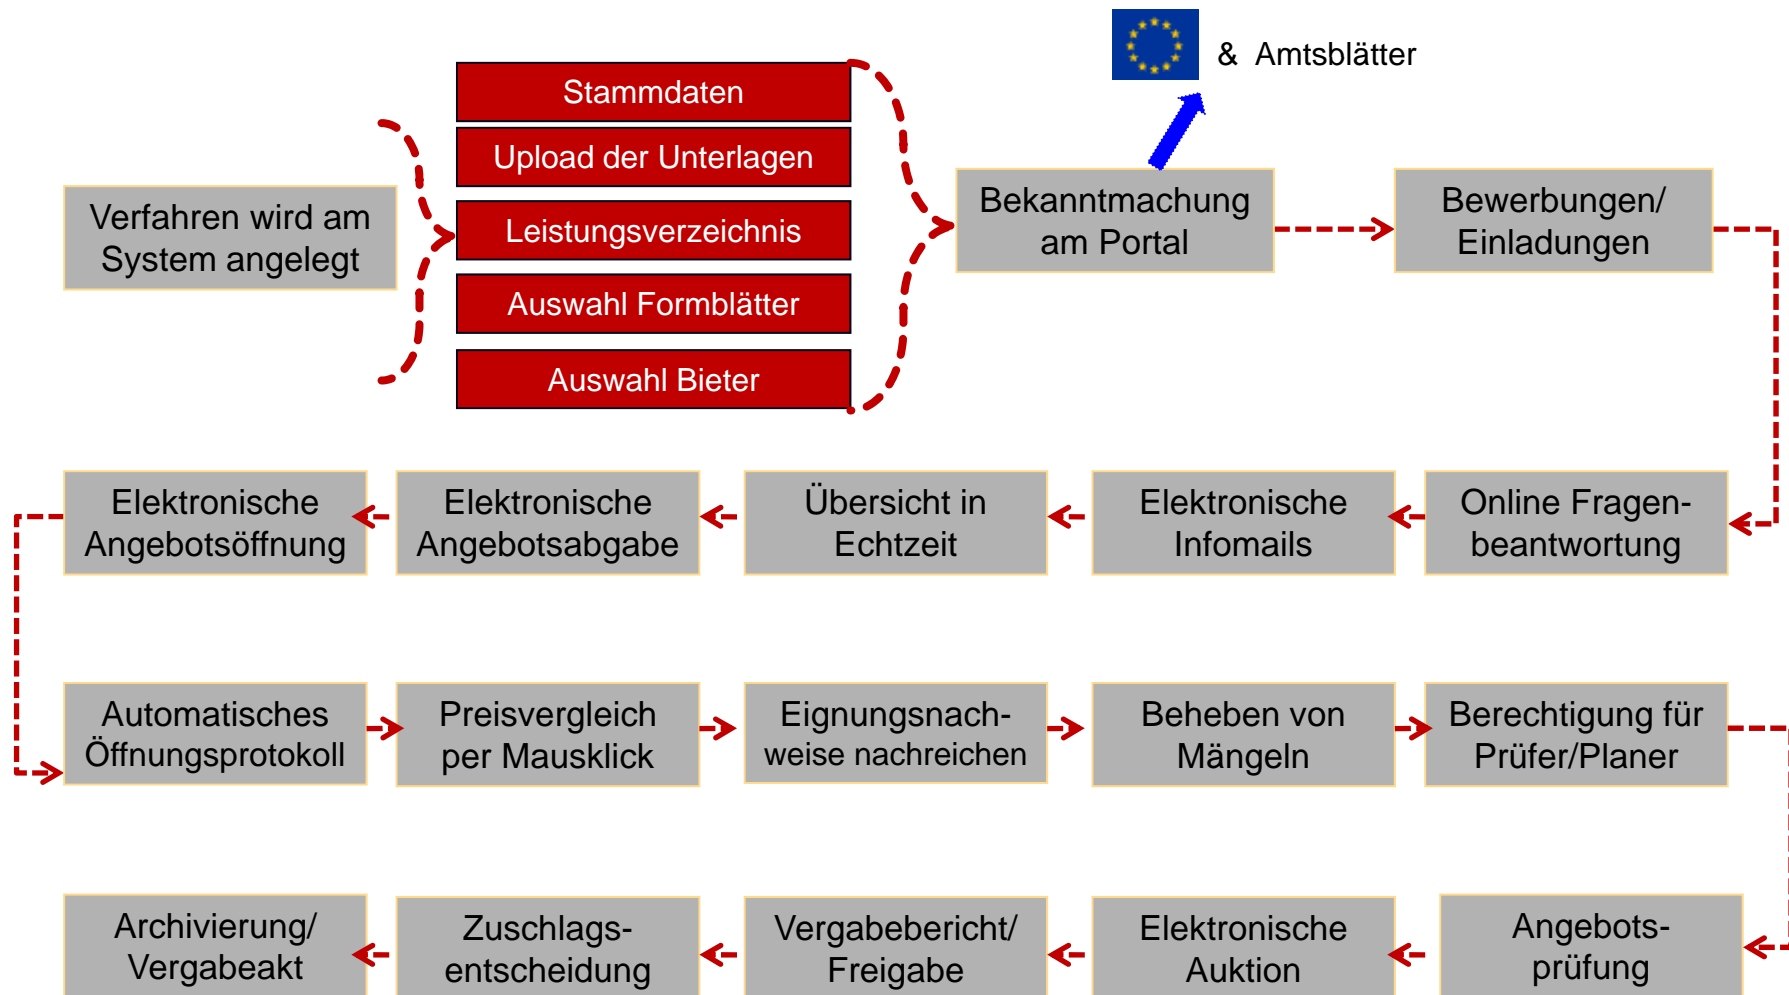 & Amtsblätter
Verfahren wird am
System angelegt
Stammdaten
Upload der Unterlagen
Leistungsverzeichnis
Auswahl Formblätter
Auswahl Bieter
Bekanntmachung
am Portal
Bewerbungen/
Einladungen
Online Fragen-
beantwortung
Elektronische
Infomails
Übersicht in
Echtzeit
Elektronische
Angebotsabgabe
Elektronische
Angebotsöffnung
Automatisches
Öffnungsprotokoll
Preisvergleich
per Mausklick
Eignungsnach-
weise nachreichen
Beheben von
Mängeln
Berechtigung für
Prüfer/Planer
Angebots-
prüfung
Elektronische
Auktion
Vergabebericht/
Freigabe
Zuschlags-
entscheidung
Archivierung/
Vergabeakt